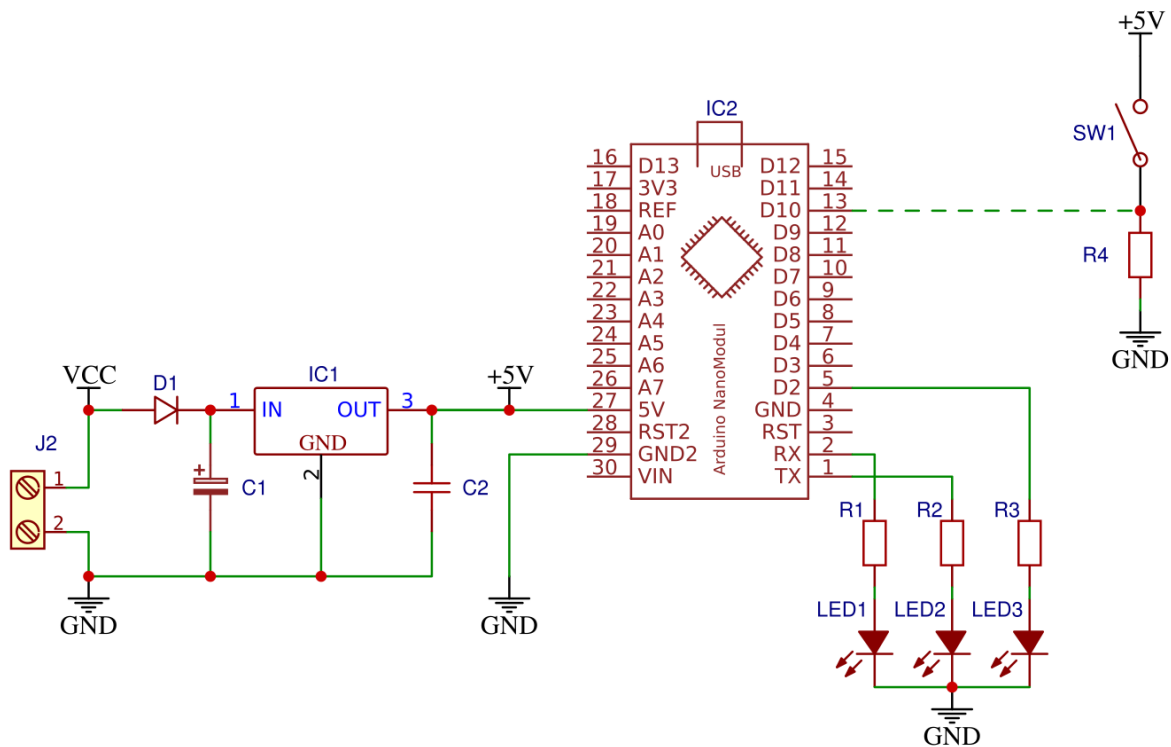 +5V
SW1
R4
GND
IC2
USB
16 D13 D12 15
17 3V3 D11 14
18 REF D10 13
19 A0 D9 12
20 A1 D8 11
21 A2 D7 10
22 A3 D6 9
23 A4 D5 8
24 A5 D4 7
25 A6 D3 6
26 A7 D2 5
27 5V GND 4
28 RST2 RST 3
29 GND2 RX 2
30 VIN TX 1
Arduino NanoModul
VCC
D1
IC1
1 IN OUT 3
GND
2
+5V
J2
1
2
+
C1
C2
GND
GND
R1 R2 R3
LED1 LED2 LED3
GND